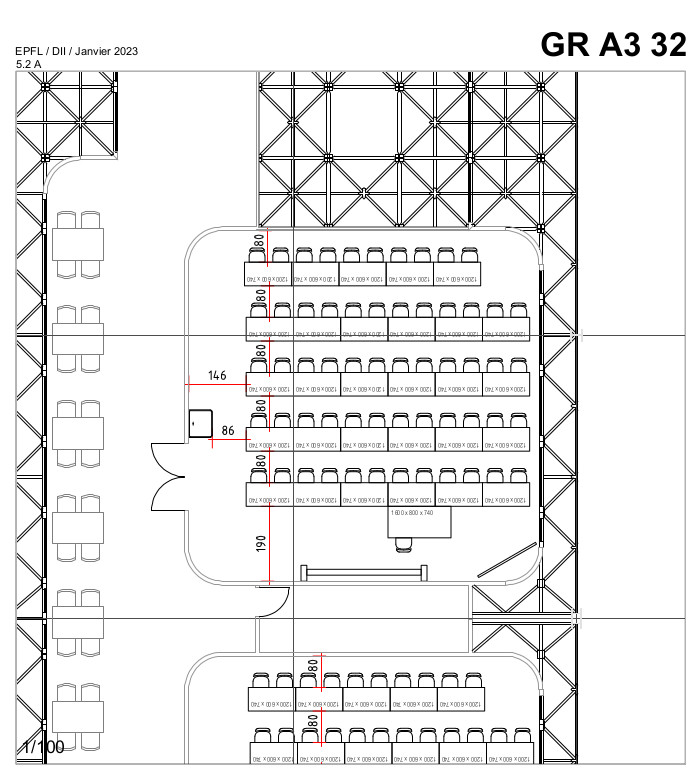 EPFL / DII / Janvier 2023
5.2 A
GR A3 32
80
1200 x 600 x 740 1200 x 600 x 740 1200 x 600 x 740 1200 x 600 x 740 1200 x 600 x 740
80
1200 x 600 x 740 1200 x 600 x 740 1200 x 600 x 740 1200 x 600 x 740 1200 x 600 x 740 1200 x 600 x 740
80
146
1200 x 600 x 740 1200 x 600 x 740 1200 x 600 x 740 1200 x 600 x 740 1200 x 600 x 740 1200 x 600 x 740
80
86
1200 x 600 x 740 1200 x 600 x 740 1200 x 600 x 740 1200 x 600 x 740 1200 x 600 x 740 1200 x 600 x 740
80
1200 x 600 x 740 1200 x 600 x 740 1200 x 600 x 740 1200 x 600 x 740 1200 x 600 x 740 1200 x 600 x 740
1600 x 800 x 740
190
80
1200 x 600 x 740 1200 x 600 x 740 1200 x 600 x 740 1200 x 600 x 740 1200 x 600 x 740
80
1200 x 600 x 740 1200 x 600 x 740 1200 x 600 x 740 1200 x 600 x 740 1200 x 600 x 740 1200 x 600 x 740
1/100